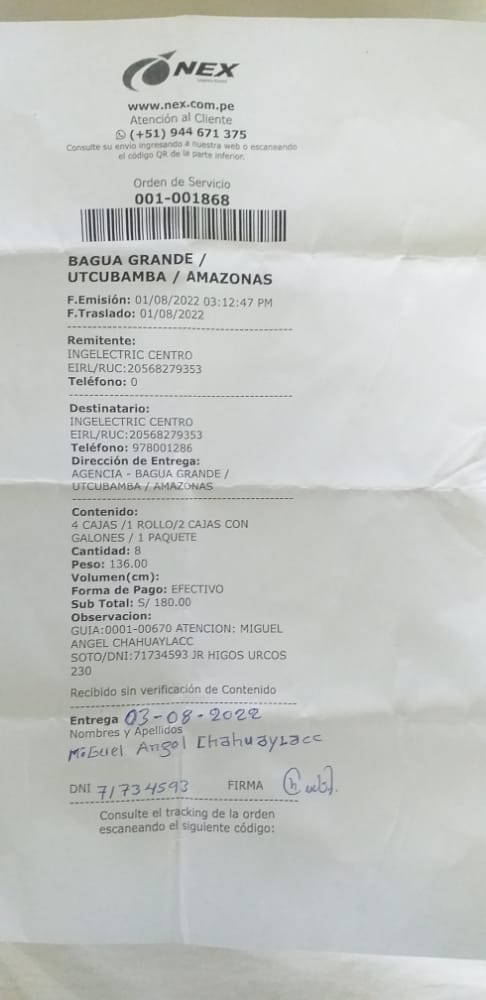 NEX
www.nex.com.pe
Atención al Cliente
(+51) 944 671 375
Consulte su envio ingresando a nuestra web o escaneando
el código QR de la parte inferior.
Orden de Servicio
001-001868
BAGUA GRANDE /
UTCUBAMBA / AMAZONAS
F.Emisión: 01/08/2022 03:12:47 PM
F.Traslado: 01/08/2022
Remitente:
INGELECTRIC CENTRO
EIRL/RUC:20568279353
Teléfono: 0
Destinatario:
INGELECTRIC CENTRO
EIRL/RUC:20568279353
Teléfono: 978001286
Dirección de Entrega:
AGENCIA - BAGUA GRANDE /
UTCUBAMBA / AMAZONAS
Contenido:
4 CAJAS /1 ROLLO/2 CAJAS CON
GALONES / 1 PAQUETE
Cantidad: 8
Peso: 136.00
Volumen(cm):
Forma de Pago: EFECTIVO
Sub Total: S/ 180.00
Observacion:
GUIA:0001-00670 ATENCION: MIGUEL
ANGEL CHAHUAYLACC
SOTO/DNI:71734593 JR HIGOS URCOS
230
Recibido sin verificación de Contenido
Entrega 03-08-2022
Nombres y Apellidos
Miguel Angel Chahuaylacc
DNI 71734593 FIRMA
Consulte el tracking de la orden
escaneando el siguiente código: